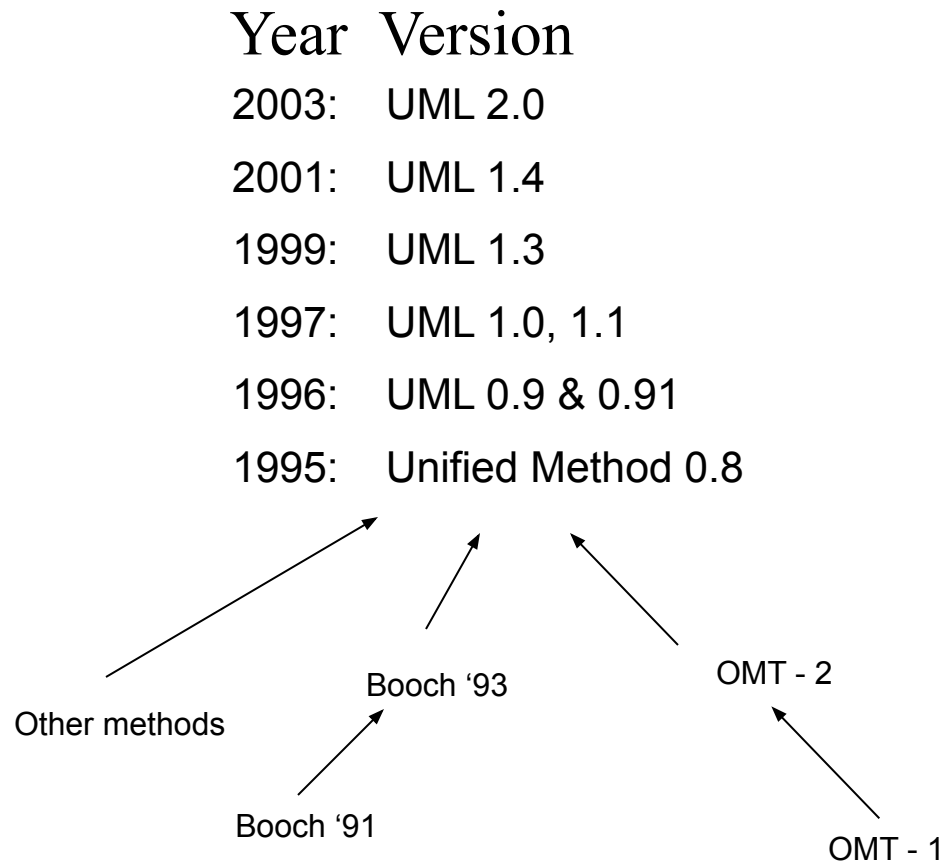 Year Version
2003: UML 2.0
2001: UML 1.4
1999: UML 1.3
1997: UML 1.0, 1.1
1996: UML 0.9 & 0.91
1995: Unified Method 0.8
Other methods
Booch ‘93
OMT - 2
Booch ‘91
OMT - 1